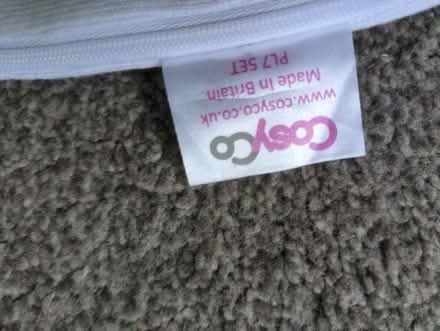 CosyCo
www.cosyco.co.uk
Made in Britain
PL7 5ET